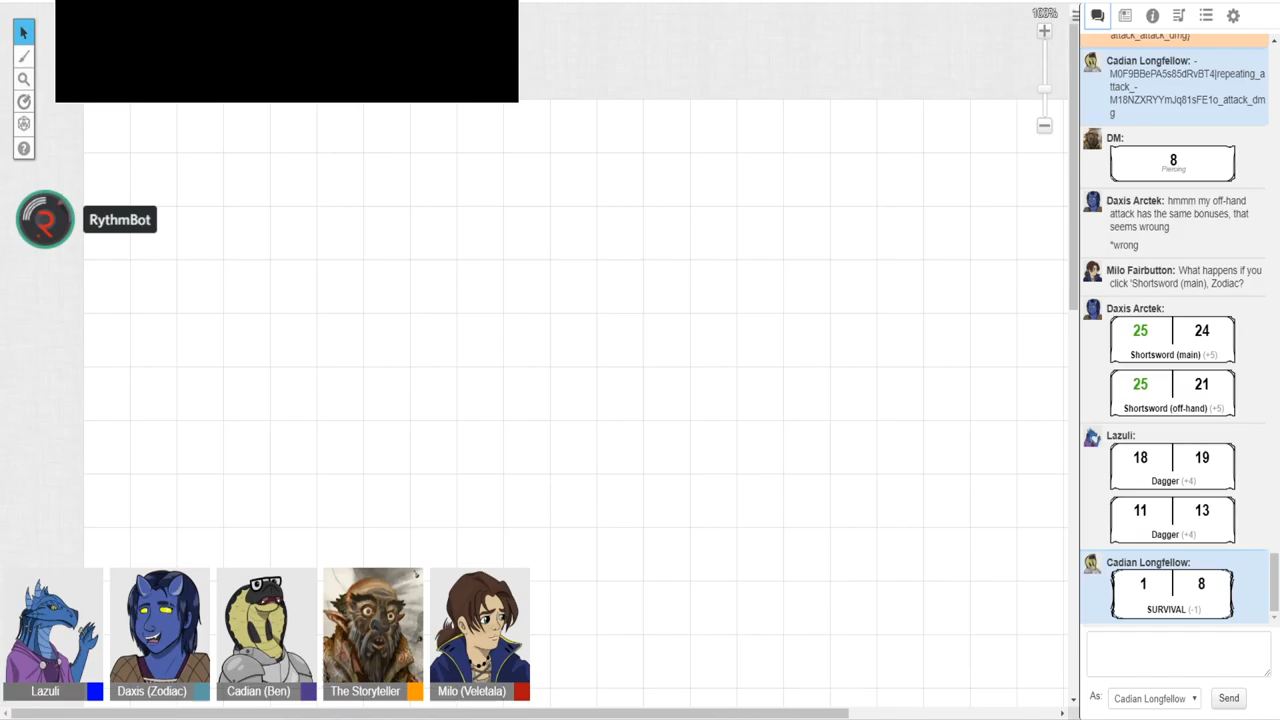 100%
attack_attack_dmg}
Cadian Longfellow: -
M0F9BBePA5s85dRvBT4|repeating_a
ttack_-
M18NZXRYYmJq81sFE1o_attack_dm
g
DM:
8
Piercing
RythmBot
Daxis Arctek: hmmm my off-hand
attack has the same bonuses, that
seems wroung
*wrong
Milo Fairbutton: What happens if you
click 'Shortsword (main), Zodiac?
Daxis Arctek:
25 24
Shortsword (main) (+5)
25 21
Shortsword (off-hand) (+5)
Lazuli:
18 19
Dagger (+4)
11 13
Dagger (+4)
Cadian Longfellow:
1 8
SURVIVAL (-1)
Lazuli
Daxis (Zodiac)
Cadian (Ben)
The Storyteller
Milo (Veletala)
As: Cadian Longfellow Send